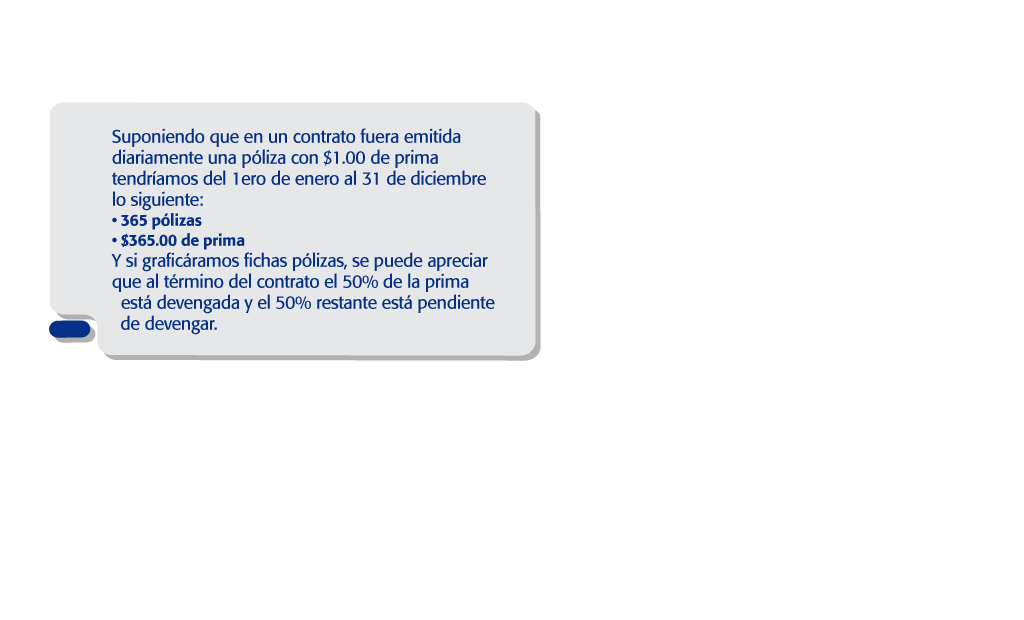 Suponiendo que en un contrato fuera emitida
diariamente una póliza con $1.00 de prima
tendríamos del 1ero de enero al 31 de diciembre
lo siguiente:
• 365 pólizas
• $365.00 de prima
Y si graficáramos fichas pólizas, se puede apreciar
que al término del contrato el 50% de la prima
está devengada y el 50% restante está pendiente
de devengar.